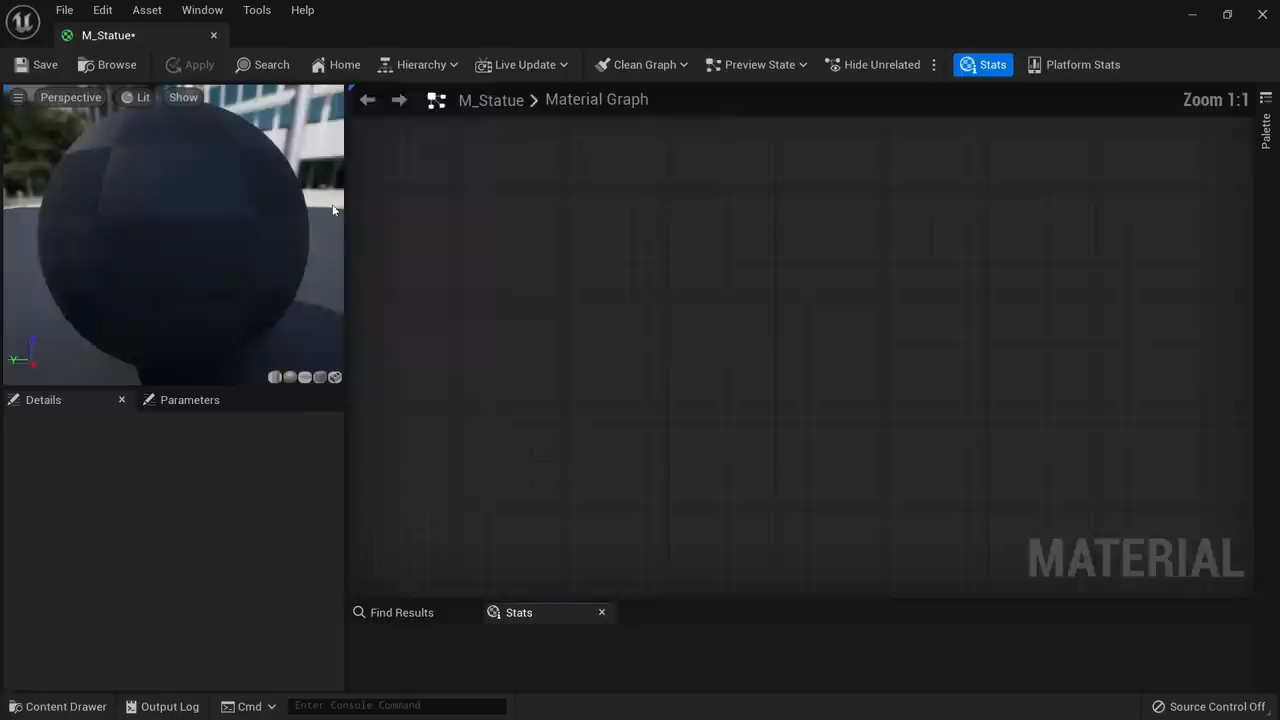 File Edit Asset Window Tools Help
M_Statue•
Save Browse Apply Search Home Hierarchy Live Update Clean Graph Preview State Hide Unrelated Stats Platform Stats
Perspective Lit Show
M_Statue > Material Graph Zoom 1:1
Palette
Details Parameters
MATERIAL
Find Results Stats
Content Drawer Output Log Cmd Enter Console Command Source Control Off